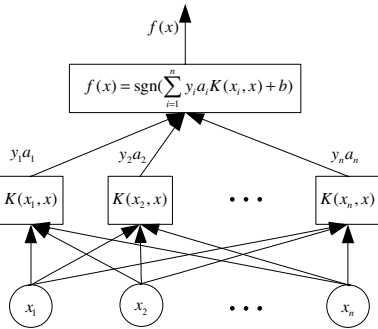 f(x)
f(x) = sgn(∑_{i=1}^{n} y_i a_i K(x_i, x) + b)
y_1a_1 y_2a_2 y_na_n
K(x_1, x) K(x_2, x) • • • K(x_n, x)
x_1 x_2 • • • x_n